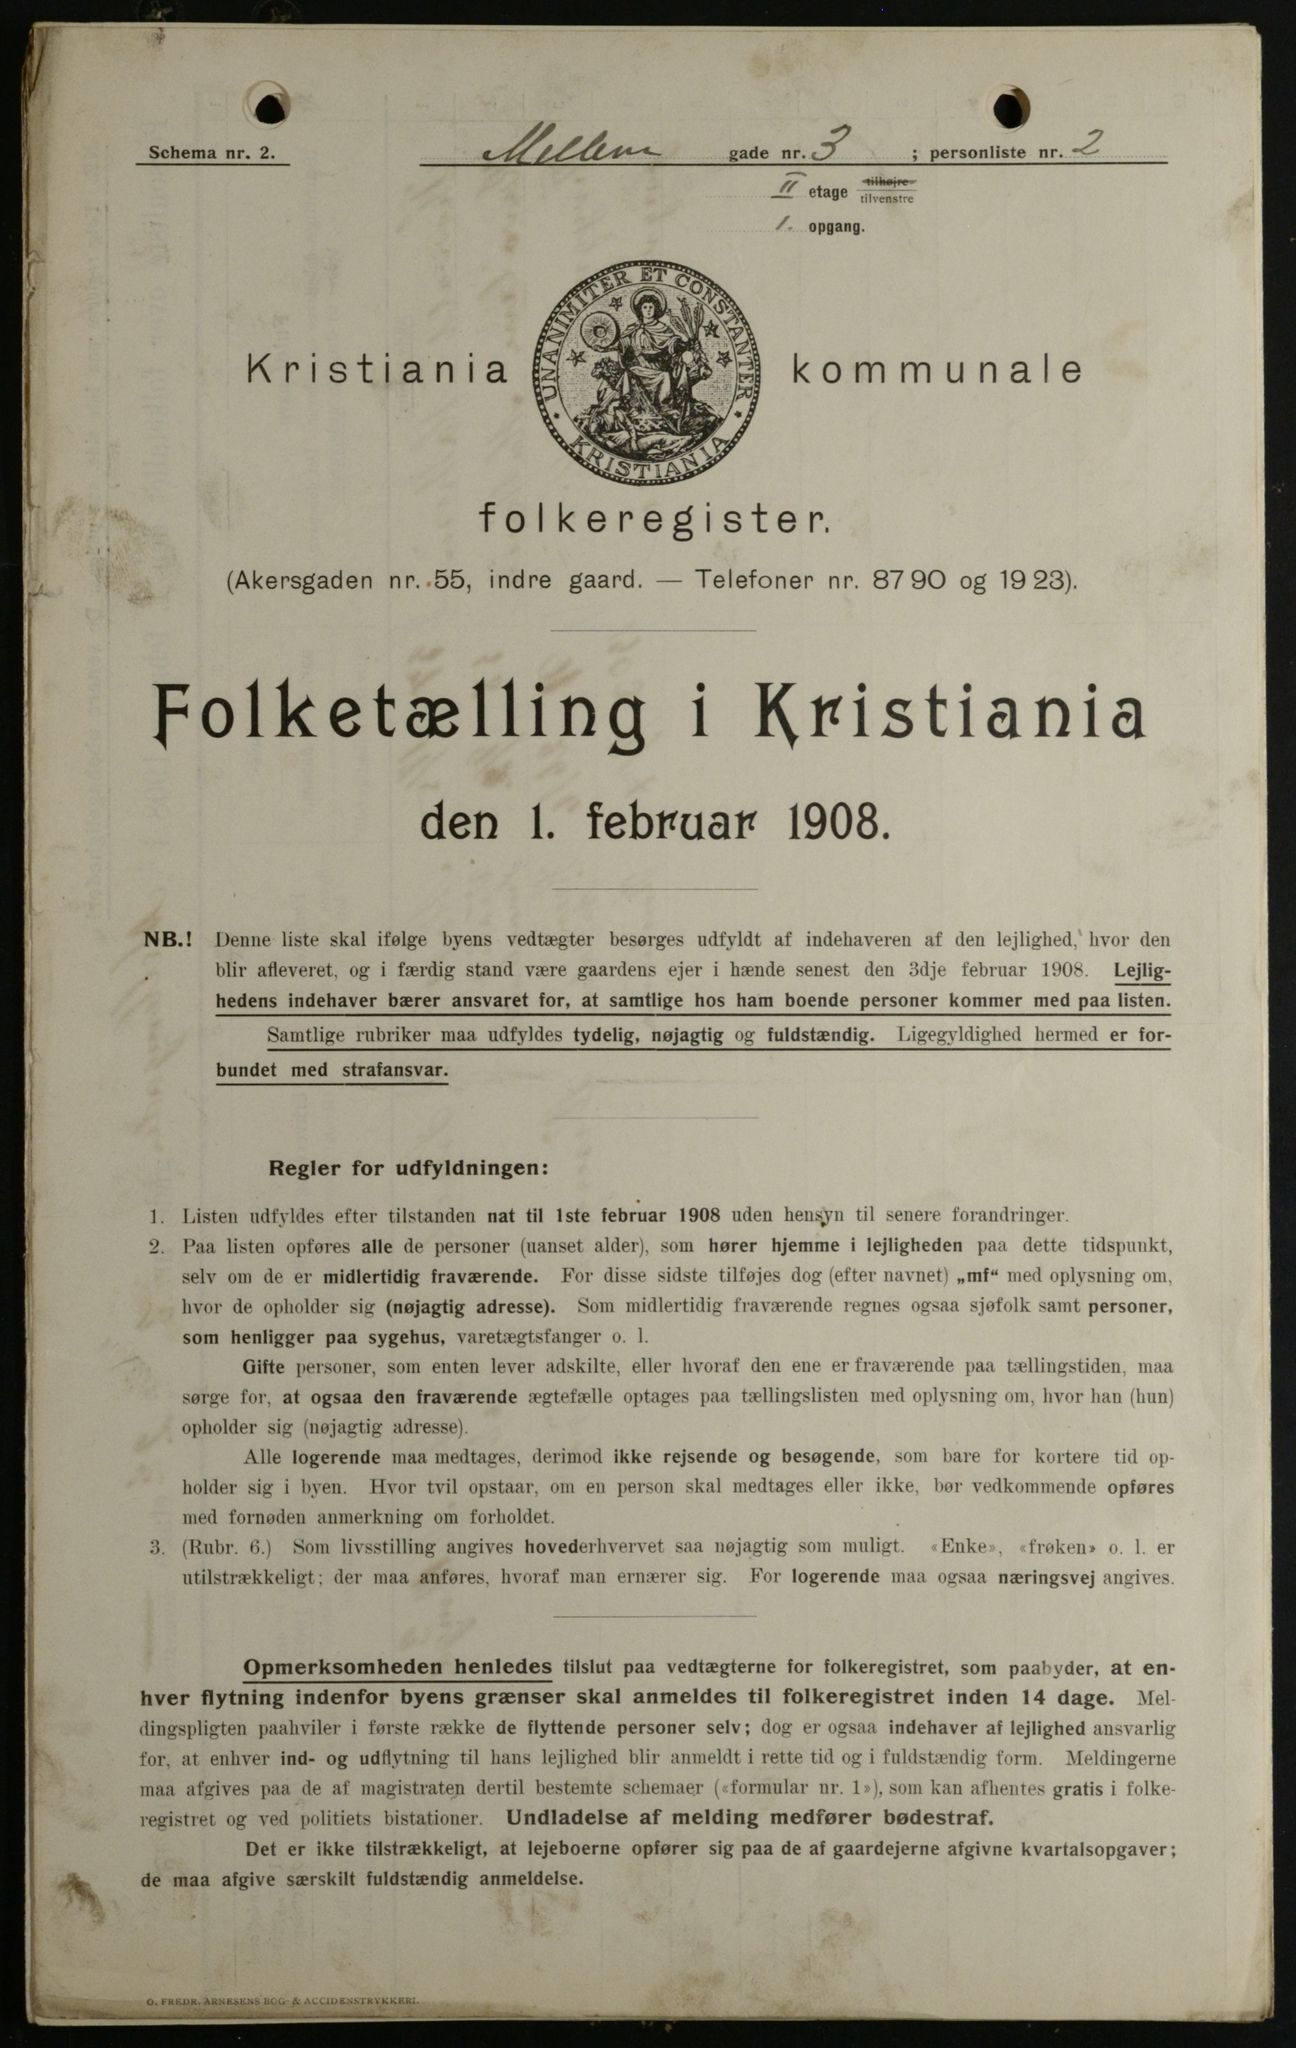 Schema nr. 2. Mellem gade nr. 3 ; personliste nr. 2
II etage tilhøjre
tilvenstre
1. opgang.
UNANIMITER ET CONSTANTER
KRISTIANIA
Kristiania kommunale
folkeregister.
(Akersgaden nr. 55, indre gaard. — Telefoner nr. 87 90 og 19 23).
Folketælling i Kristiania
den 1. februar 1908.
NB.! Denne liste skal ifølge byens vedtægter besørges udfyldt af indehaveren af den lejlighed, hvor den
blir afleveret, og i færdig stand være gaardens ejer i hænde senest den 3dje februar 1908. Lejlig-
hedens indehaver bærer ansvaret for, at samtlige hos ham boende personer kommer med paa listen.
Samtlige rubriker maa udfyldes tydelig, nøjagtig og fuldstændig. Ligegyldighed hermed er for-
bundet med strafansvar.
Regler for udfyldningen:
1. Listen udfyldes efter tilstanden nat til 1ste februar 1908 uden hensyn til senere forandringer.
2. Paa listen opføres alle de personer (uanset alder), som hører hjemme i lejligheden paa dette tidspunkt,
selv om de er midlertidig fraværende. For disse sidste tilføjes dog (efter navnet) „mf“ med oplysning om,
hvor de opholder sig (nøjagtig adresse). Som midlertidig fraværende regnes ogsaa sjøfolk samt personer,
som henligger paa sygehus, varetægtsfanger o. l.
Gifte personer, som enten lever adskilte, eller hvoraf den ene er fraværende paa tællingstiden, maa
sørge for, at ogsaa den fraværende ægtefælle optages paa tællingslisten med oplysning om, hvor han (hun)
opholder sig (nøjagtig adresse).
Alle logerende maa medtages, derimod ikke rejsende og besøgende, som bare for kortere tid op-
holder sig i byen. Hvor tvil opstaar, om en person skal medtages eller ikke, bør vedkommende opføres
med fornøden anmerkning om forholdet.
3. (Rubr. 6.) Som livsstilling angives hovederhvervet saa nøjagtig som muligt. «Enke», «frøken» o. l. er
utilstrækkeligt; der maa anføres, hvoraf man ernærer sig. For logerende maa ogsaa næringsvej angives.
Opmerksomheden henledes tilslut paa vedtægterne for folkeregistret, som paabyder, at en-
hver flytning indenfor byens grænser skal anmeldes til folkeregistret inden 14 dage. Mel-
dingspligten paahviler i første række de flyttende personer selv; dog er ogsaa indehaver af lejlighed ansvarlig
for, at enhver ind- og udflytning til hans lejlighed blir anmeldt i rette tid og i fuldstændig form. Meldingerne
maa afgives paa de af magistraten dertil bestemte schemaer («formular nr. 1»), som kan afhentes gratis i folke-
registret og ved politiets bistationer. Undladelse af melding medfører bødestraf.
Det er ikke tilstrækkeligt, at lejeboerne opfører sig paa de af gaardejerne afgivne kvartalsopgaver;
de maa afgive særskilt fuldstændig anmeldelse.
O. FREDR. ARNESENS BOG- & ACCIDENSTRYKKERI.